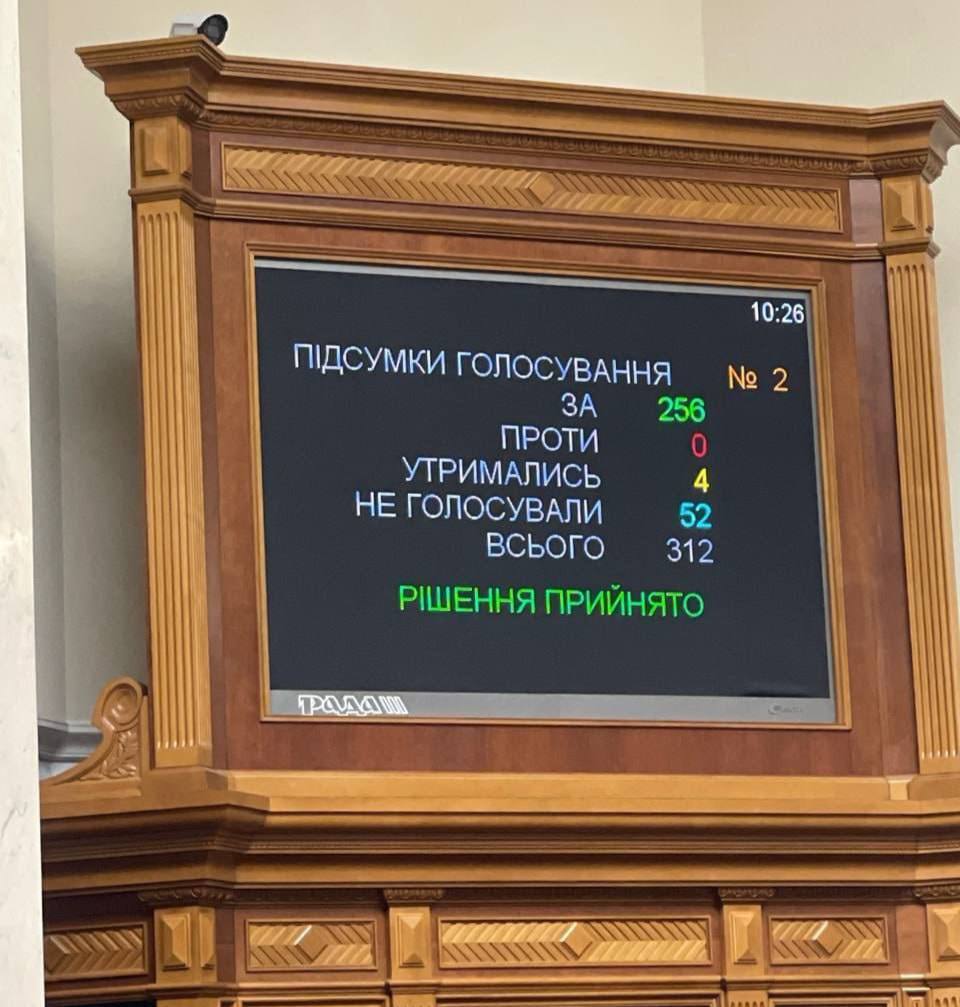 10:26
ПІДСУМКИ ГОЛОСУВАННЯ № 2
ЗА 256
ПРОТИ 0
УТРИМАЛИСЬ 4
НЕ ГОЛОСУВАЛИ 52
ВСЬОГО 312
РІШЕННЯ ПРИЙНЯТО
РАДА III